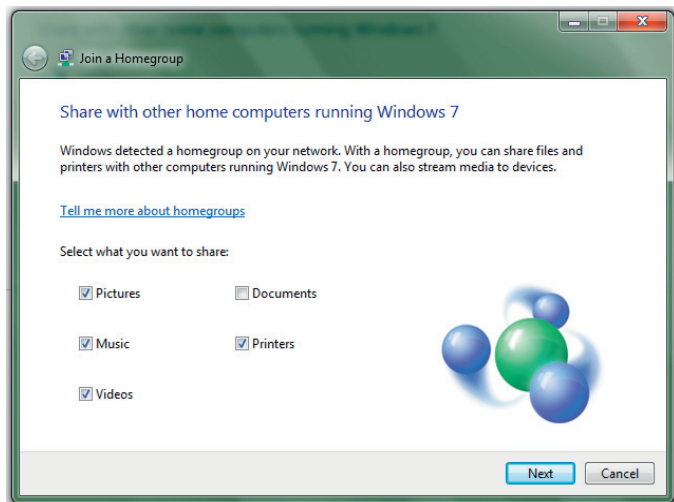 Join a Homegroup
Share with other home computers running Windows 7
Windows detected a homegroup on your network. With a homegroup, you can share files and
printers with other computers running Windows 7. You can also stream media to devices.
Tell me more about homegroups
Select what you want to share:
Pictures Documents
Music Printers
Videos
Next Cancel